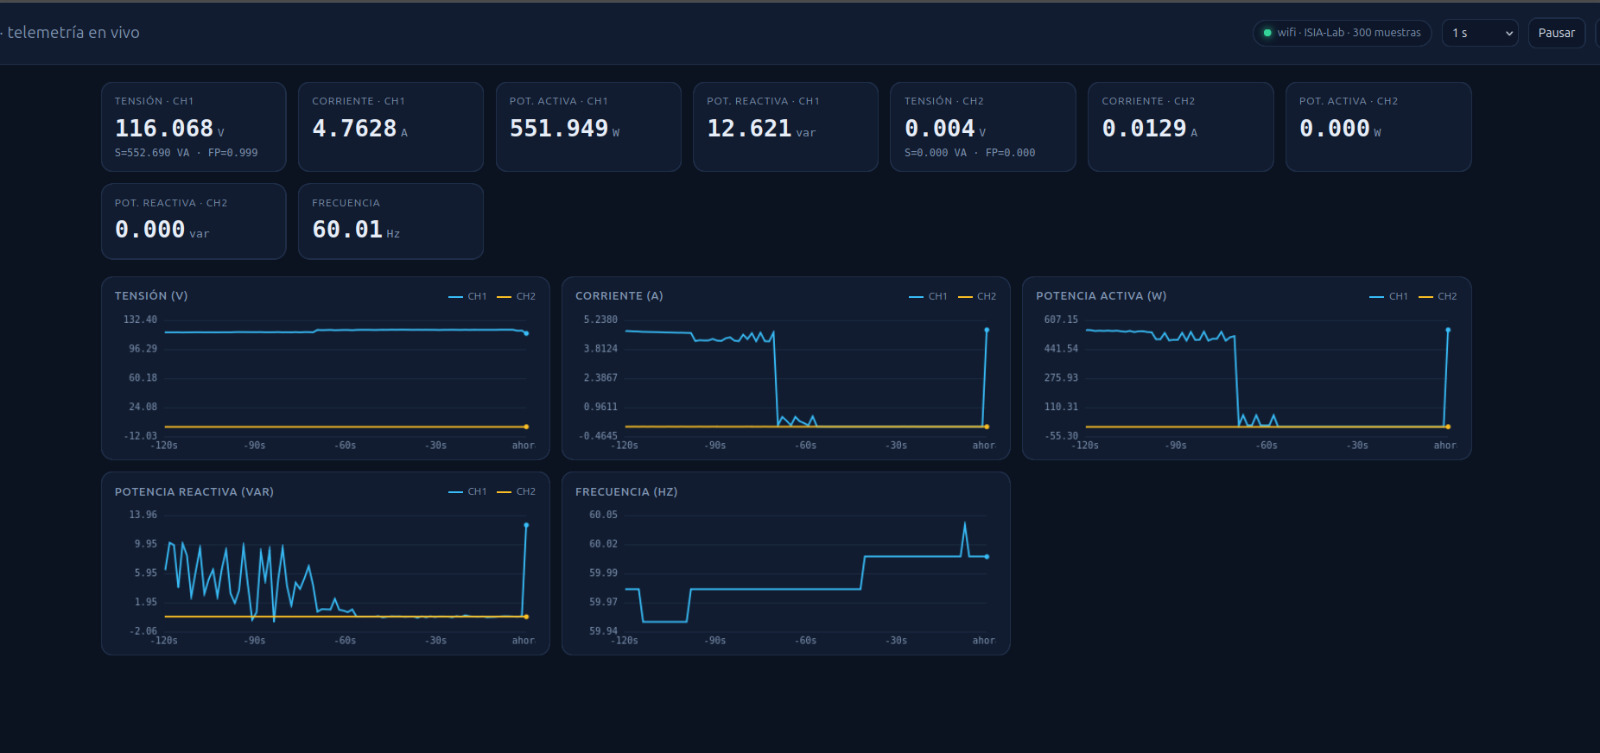 · telemetría en vivo
wifi · ISIA-Lab · 300 muestras
1 s
Pausar
TENSIÓN · CH1
116.068 V
S=552.690 VA · FP=0.999
CORRIENTE · CH1
4.7628 A
POT. ACTIVA · CH1
551.949 W
POT. REACTIVA · CH1
12.621 var
TENSIÓN · CH2
0.004 V
S=0.000 VA · FP=0.000
CORRIENTE · CH2
0.0129 A
POT. ACTIVA · CH2
0.000 W
POT. REACTIVA · CH2
0.000 var
FRECUENCIA
60.01 Hz
TENSIÓN (V)
CH1 CH2
132.40
96.29
60.18
24.08
-12.03
-120s -90s -60s -30s ahor
CORRIENTE (A)
CH1 CH2
5.2380
3.8124
2.3867
0.9611
-0.4645
-120s -90s -60s -30s ahor
POTENCIA ACTIVA (W)
CH1 CH2
607.15
441.54
275.93
110.31
-55.30
-120s -90s -60s -30s ahor
POTENCIA REACTIVA (VAR)
CH1 CH2
13.96
9.95
5.95
1.95
-2.06
-120s -90s -60s -30s ahor
FRECUENCIA (HZ)
60.05
60.02
59.99
59.97
59.94
-120s -90s -60s -30s ahor